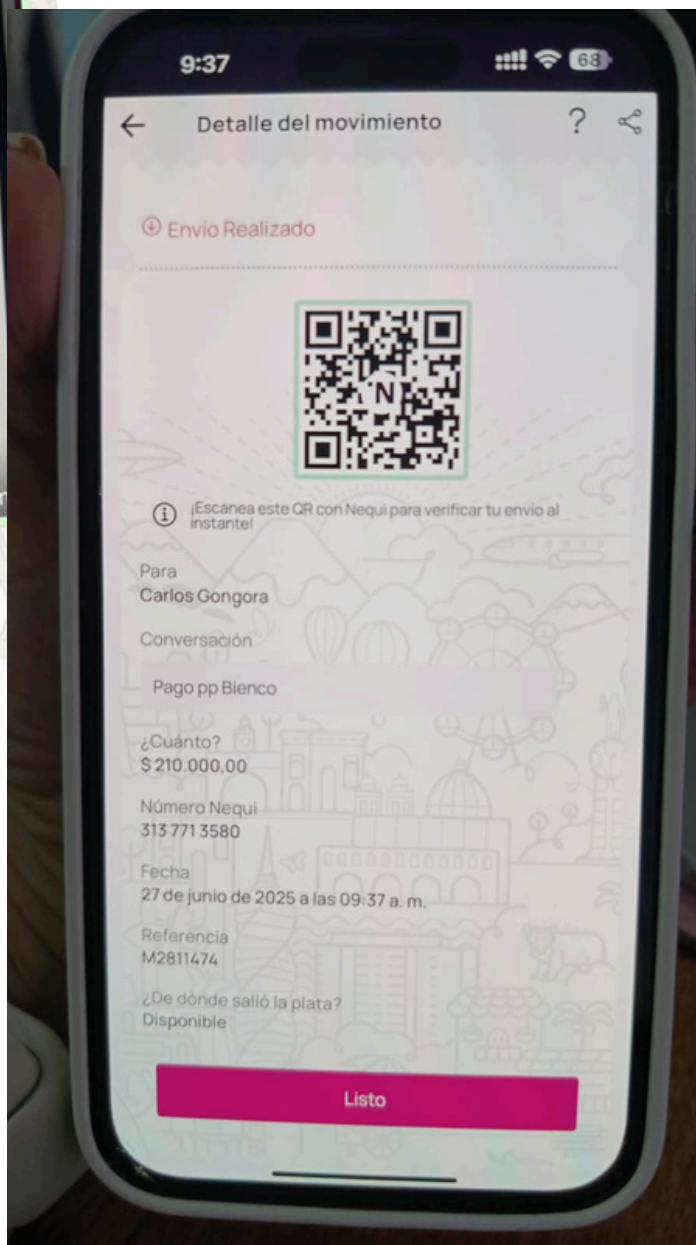 9:37
68
Detalle del movimiento
?
Envío Realizado
N
¡Escanea este QR con Nequi para verificar tu envío al
instante!
Para
Carlos Gongora
Conversación
Pago pp Bienco
¿Cuánto?
$ 210.000,00
Número Nequi
313 771 3580
Fecha
27 de junio de 2025 a las 09:37 a. m.
Referencia
M2811474
¿De dónde salió la plata?
Disponible
Listo